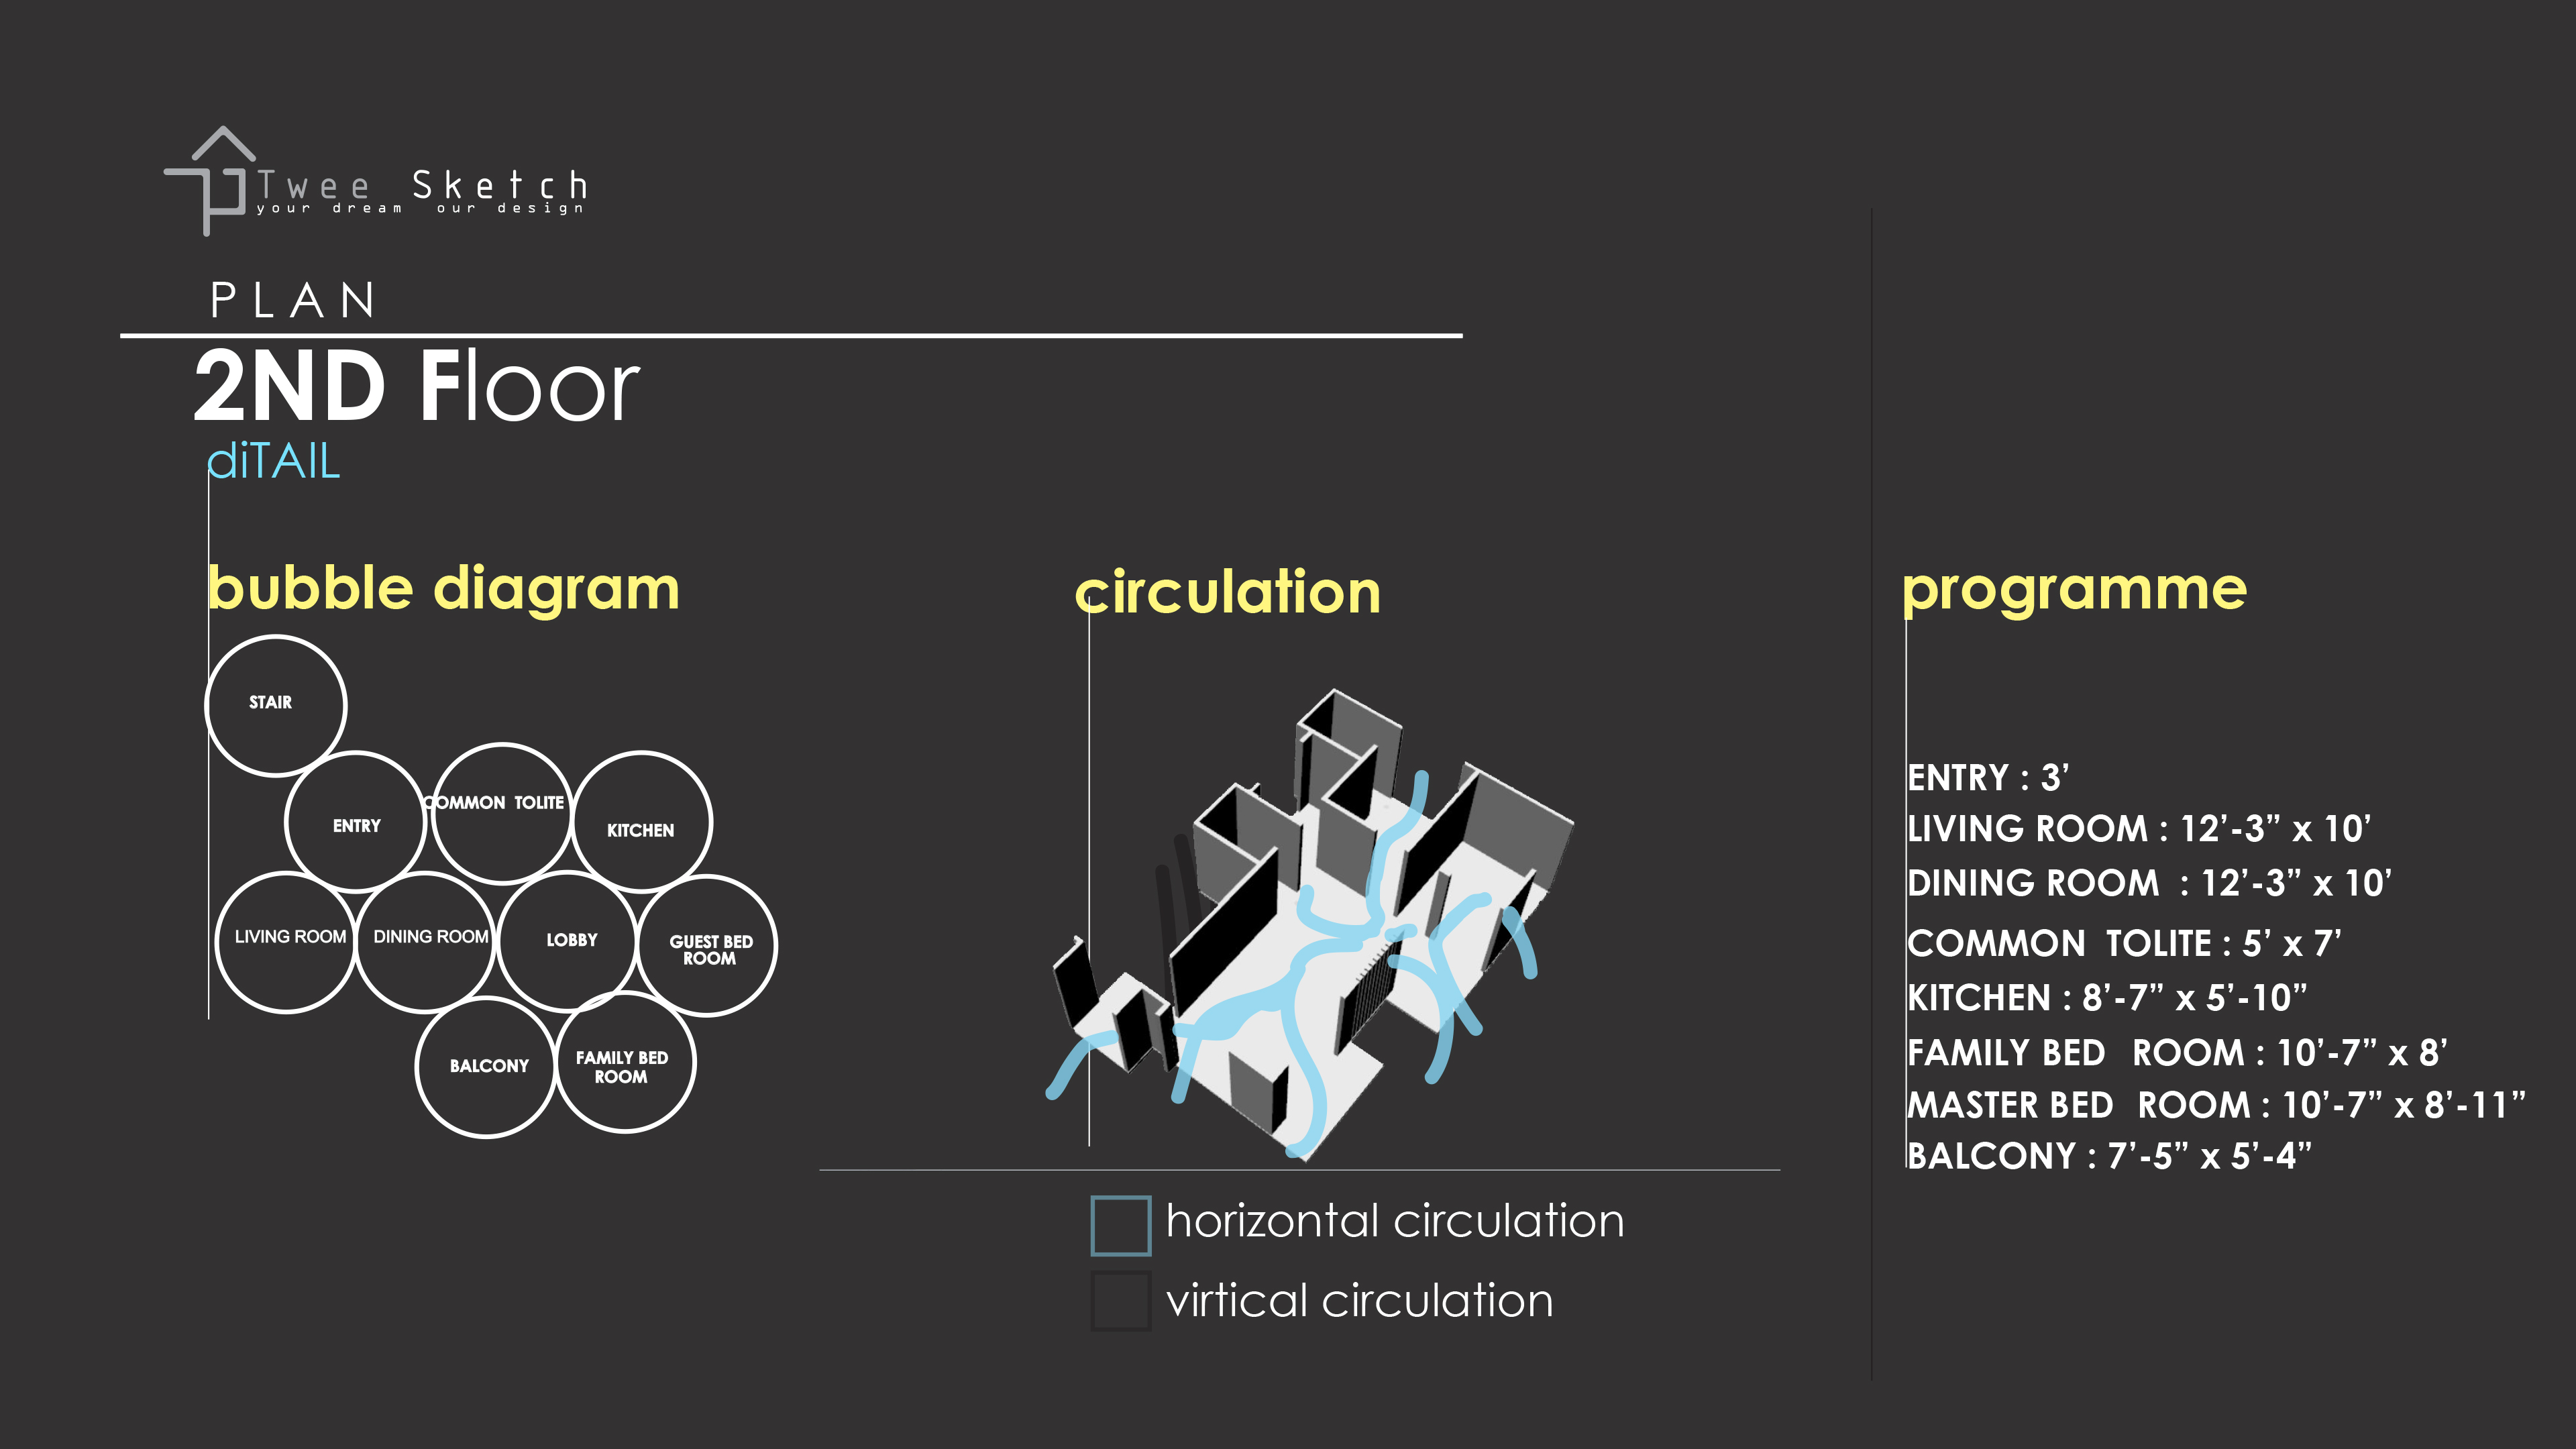 Twee Sketch
your dream our design
PLAN
2ND Floor
diTAIL
bubble diagram
STAIR
ENTRY
COMMON TOLITE
KITCHEN
LIVING ROOM
DINING ROOM
LOBBY
GUEST BED
ROOM
BALCONY
FAMILY BED
ROOM
circulation
horizontal circulation
virtical circulation
programme
ENTRY : 3’
LIVING ROOM : 12’-3” x 10’
DINING ROOM : 12’-3” x 10’
COMMON TOLITE : 5’ x 7’
KITCHEN : 8’-7” x 5’-10”
FAMILY BED ROOM : 10’-7” x 8’
MASTER BED ROOM : 10’-7” x 8’-11”
BALCONY : 7’-5” x 5’-4”